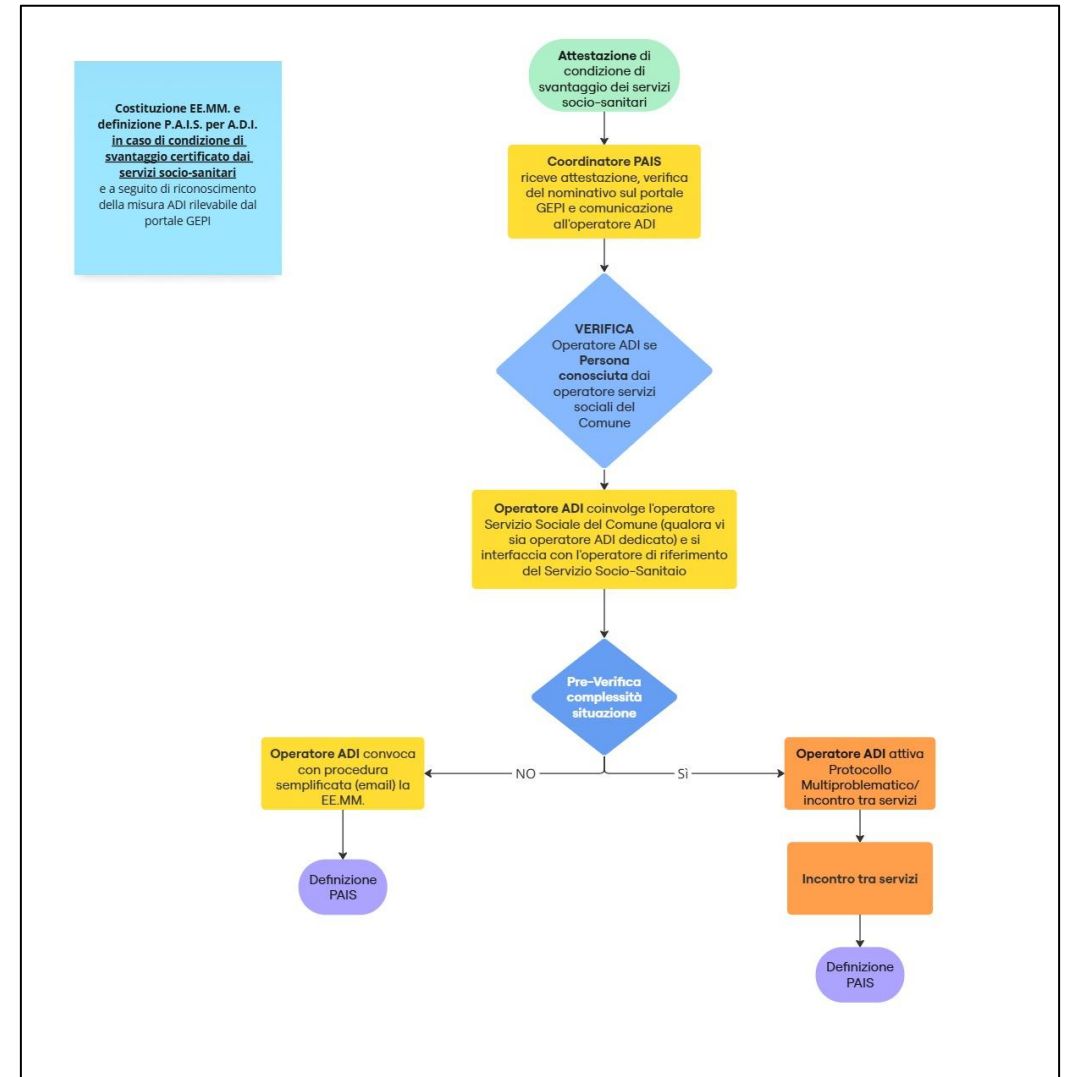 Costituzione EE.MM. e
definizione P.A.I.S. per A.D.I.
in caso di condizione di
svantaggio certificato dai
servizi socio-sanitari
e a seguito di riconoscimento
della misura ADI rilevabile dal
portale GEPI
Attestazione di
condizione di
svantaggio dei servizi
socio-sanitari
Coordinatore PAIS
riceve attestazione, verifica
del nominativo sul portale
GEPI e comunicazione
all'operatore ADI
VERIFICA
Operatore ADI se
Persona
conosciuta dai
operatore servizi
sociali del
Comune
Operatore ADI coinvolge l'operatore
Servizio Sociale del Comune (qualora vi
sia operatore ADI dedicato) e si
interfaccia con l'operatore di riferimento
del Servizio Socio-Sanitaio
Pre-Verifica
complessità
situazione
NO
Sì
Operatore ADI convoca
con procedura
semplificata (email) la
EE.MM.
Definizione
PAIS
Operatore ADI attiva
Protocollo
Multiproblematico/
incontro tra servizi
Incontro tra servizi
Definizione
PAIS